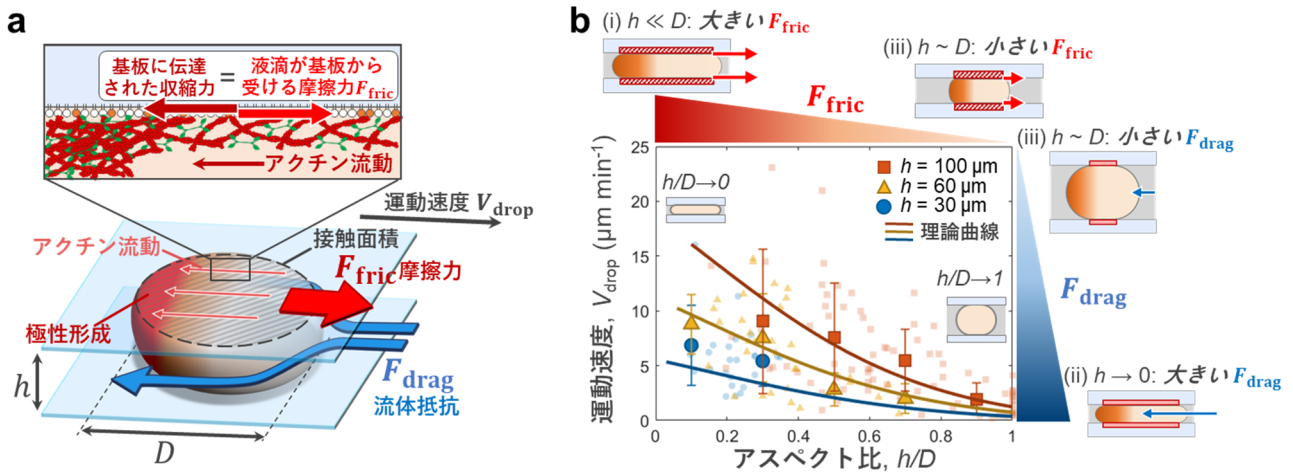 a
基板に伝達
された収縮力
=
液滴が基板から
受ける摩擦力Ffric
アクチン流動
運動速度 Vdrop
アクチン流動
接触面積
Ffric摩擦力
極性形成
h
D
Fdrag
流体抵抗
b
(i) h ≪ D: 大きい Ffric
(iii) h ~ D: 小さい Ffric
Ffric
(iii) h ~ D: 小さい Fdrag
Fdrag
(ii) h → 0: 大きい Fdrag
25
20
15
10
5
0
運動速度, Vdrop (μm min-1)
h/D→0
h = 100 μm
h = 60 μm
h = 30 μm
理論曲線
h/D→1
0
0.2
0.4
0.6
0.8
1
アスペクト比, h/D